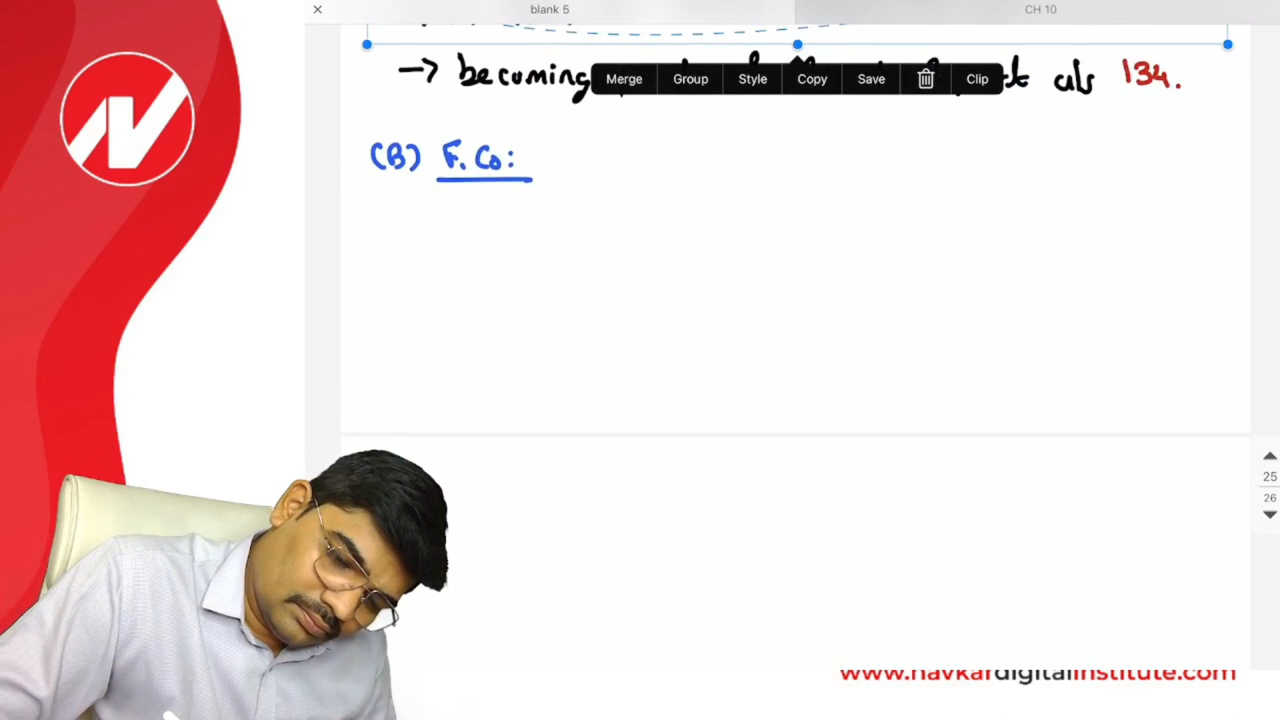 blank 5
CH 10
→ becoming
u/s 134.
Merge Group Style Copy Save Clip
(B) F. Co:
25
26
www.navkardigitalinstitute.com